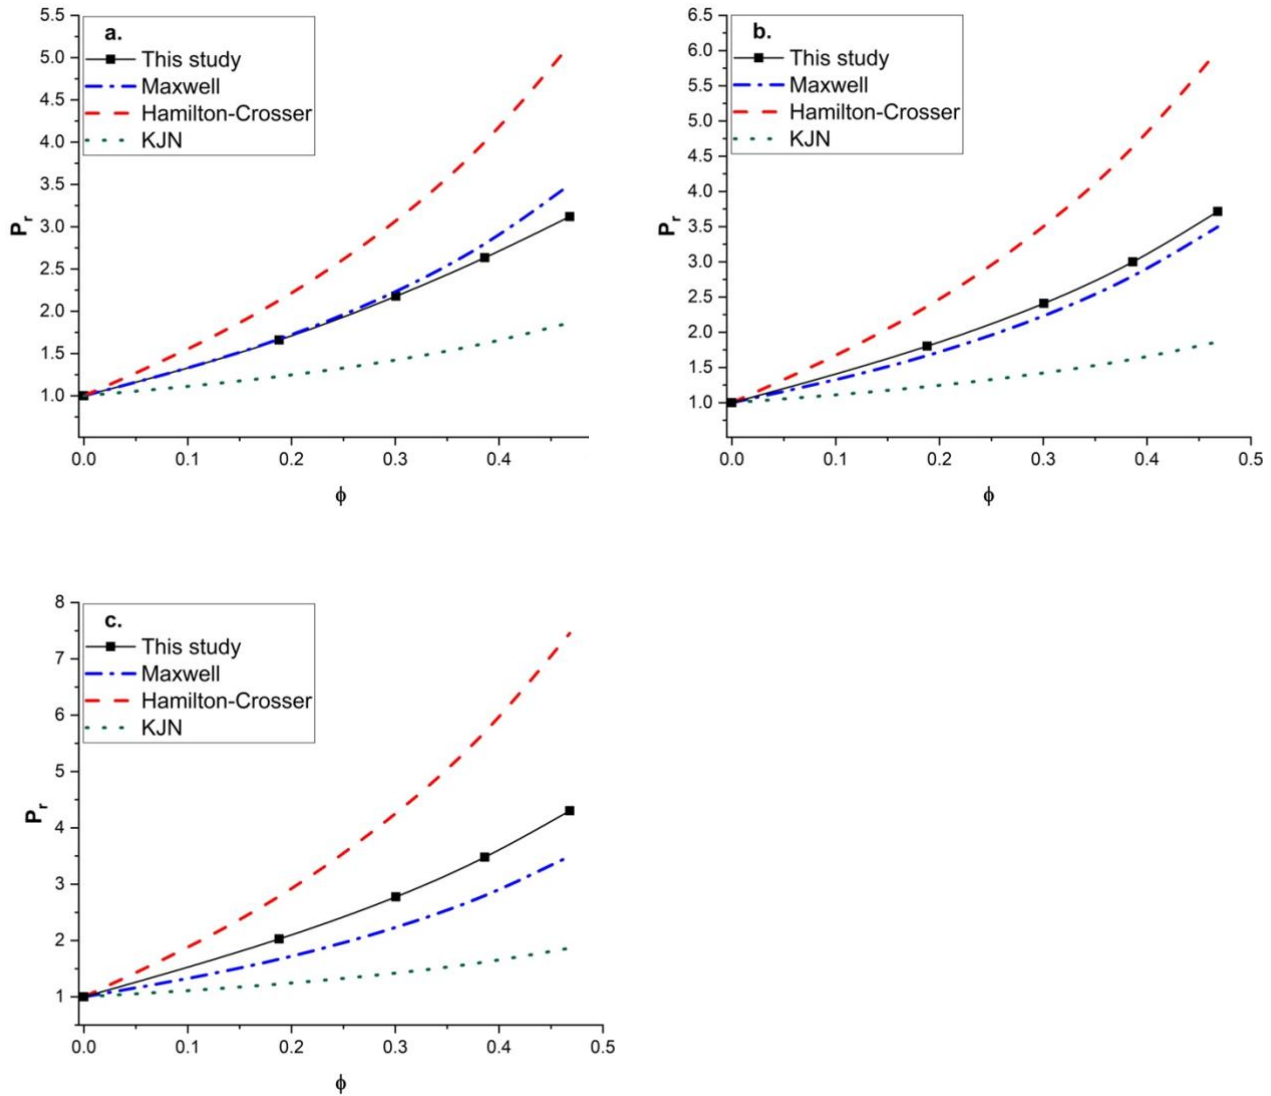 a.
This study
Maxwell
Hamilton-Crosser
KJN
5.5
5.0
4.5
4.0
3.5
3.0
2.5
2.0
1.5
1.0
Pr
0.0 0.1 0.2 0.3 0.4
ϕ
b.
This study
Maxwell
Hamilton-Crosser
KJN
6.5
6.0
5.5
5.0
4.5
4.0
3.5
3.0
2.5
2.0
1.5
1.0
Pr
0.0 0.1 0.2 0.3 0.4 0.5
ϕ
c.
This study
Maxwell
Hamilton-Crosser
KJN
8
7
6
5
4
3
2
1
Pr
0.0 0.1 0.2 0.3 0.4 0.5
ϕ